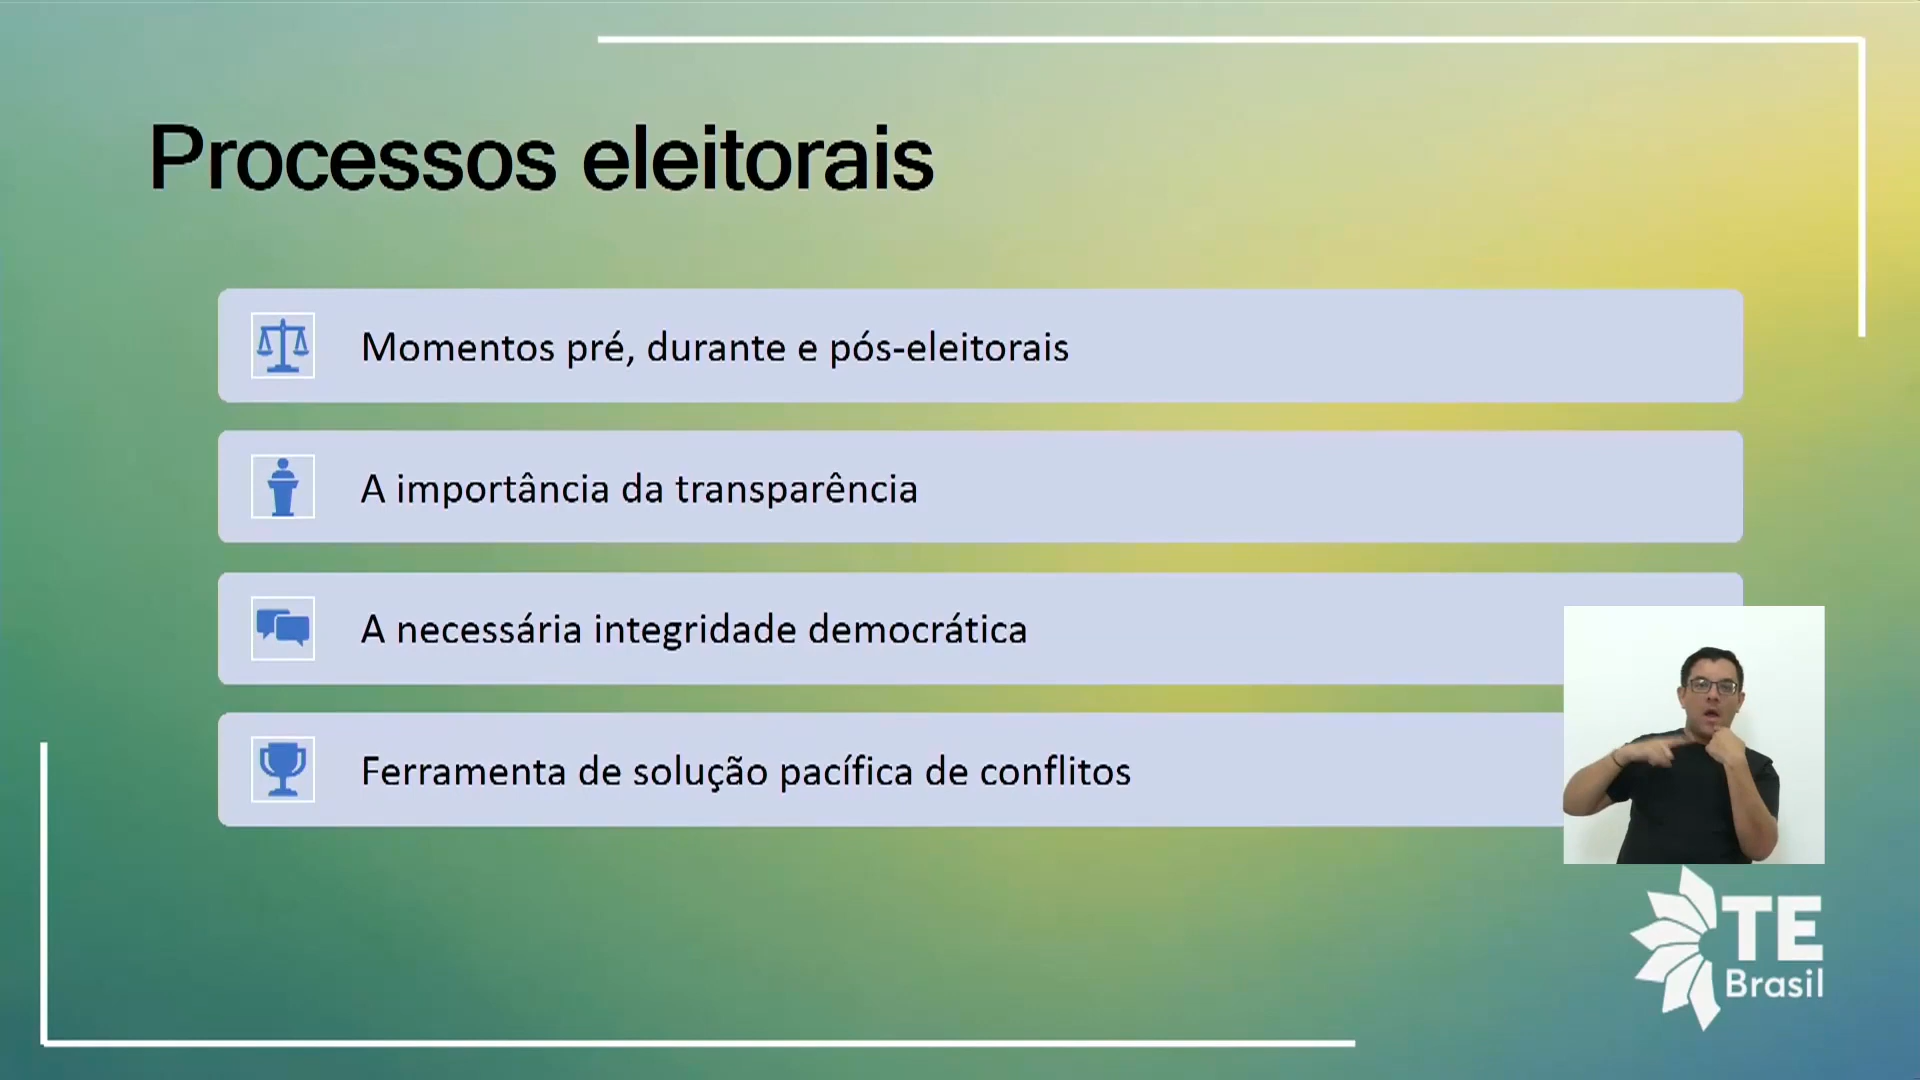 Processos eleitorais
Momentos pré, durante e pós-eleitorais
A importância da transparência
A necessária integridade democrática
Ferramenta de solução pacífica de conflitos
TE
Brasil